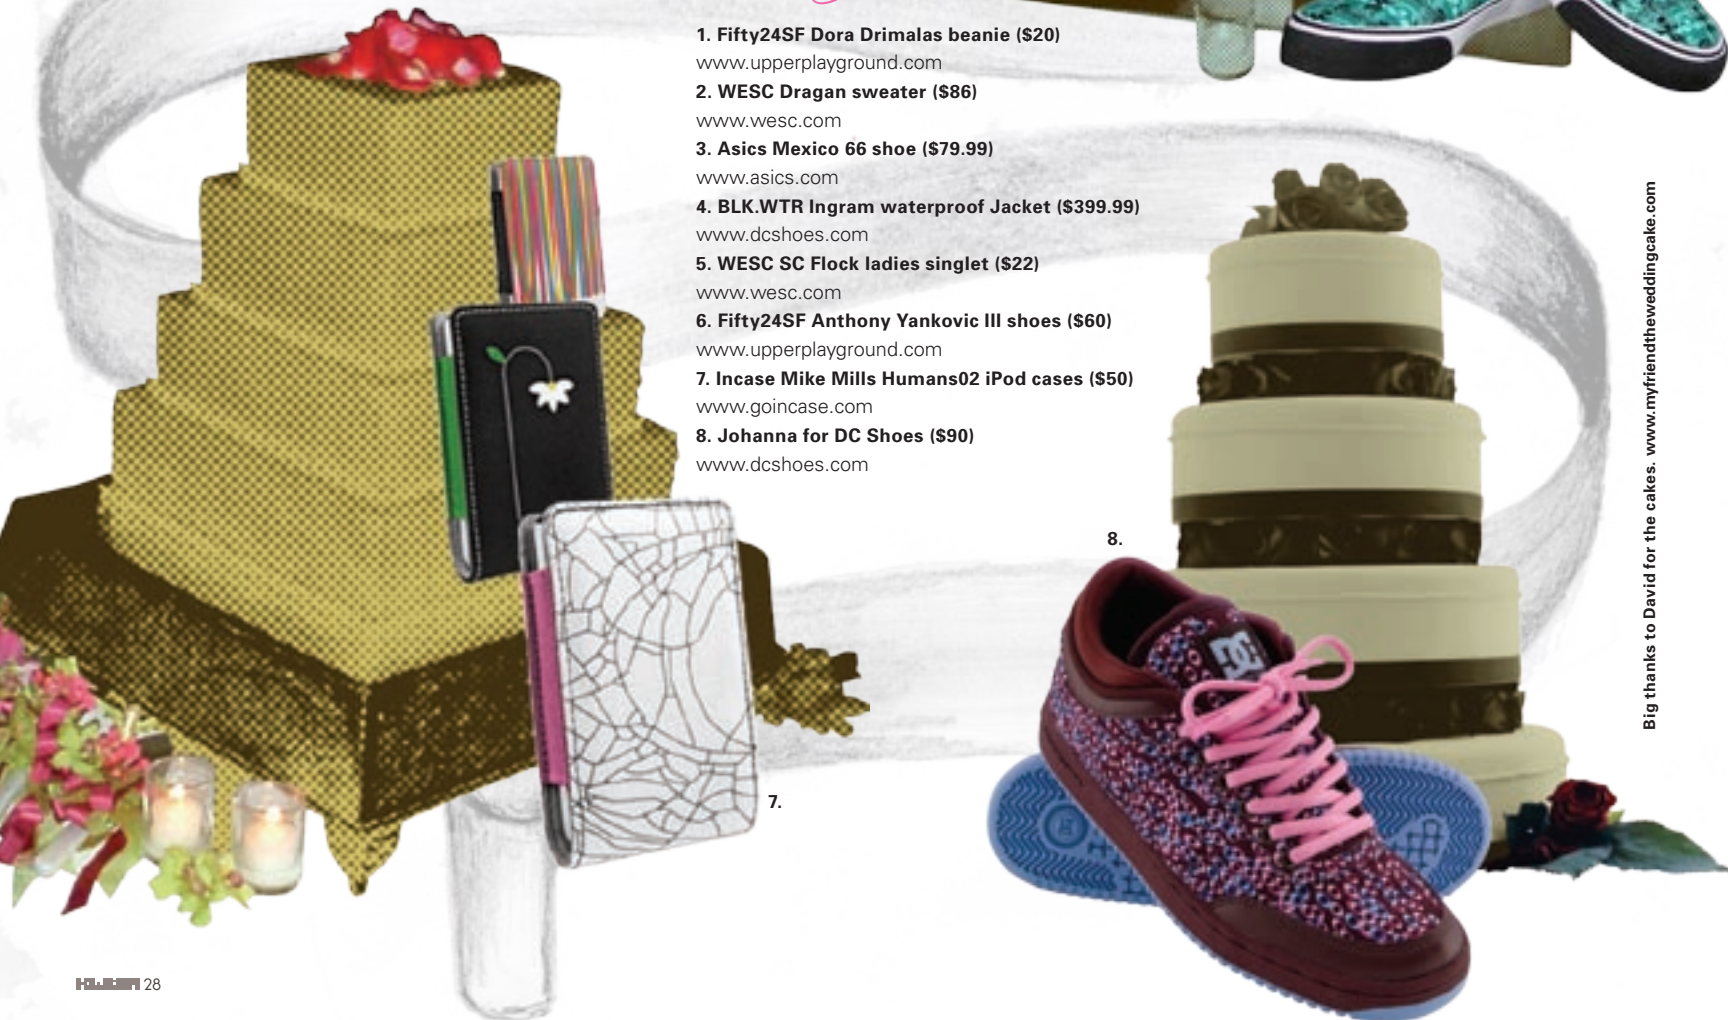 1. Fifty24SF Dora Drimalas beanie ($20)
www.upperplayground.com
2. WESC Dragan sweater ($86)
www.wesc.com
3. Asics Mexico 66 shoe ($79.99)
www.asics.com
4. BLK.WTR Ingram waterproof Jacket ($399.99)
www.dcshoes.com
5. WESC SC Flock ladies singlet ($22)
www.wesc.com
6. Fifty24SF Anthony Yankovic III shoes ($60)
www.upperplayground.com
7. Incase Mike Mills Humans02 iPod cases ($50)
www.goincase.com
8. Johanna for DC Shoes ($90)
www.dcshoes.com
8.
DC
7.
28
Big thanks to David for the cakes. www.myfriendtheweddingcake.com